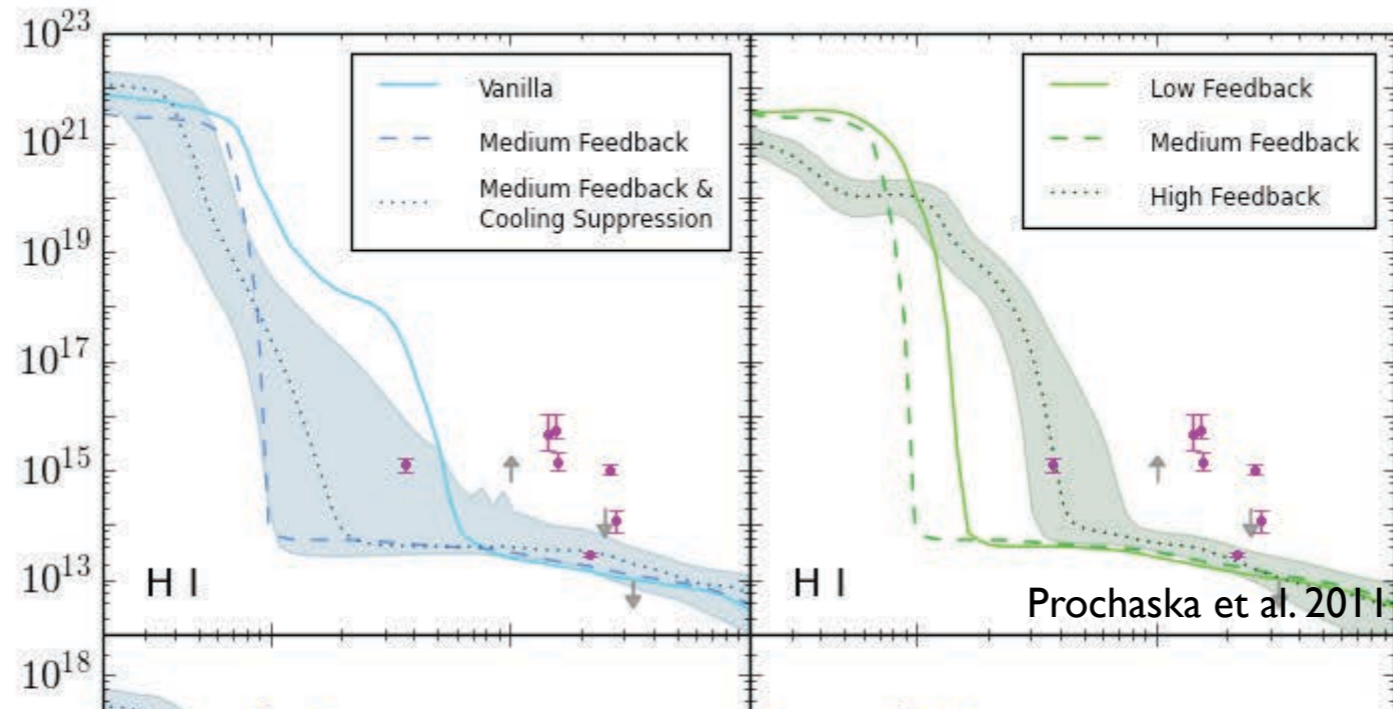 10^23
10^21
10^19
10^17
10^15
10^13
10^18
Vanilla
Medium Feedback
Medium Feedback &
Cooling Suppression
H I
Low Feedback
Medium Feedback
High Feedback
H I
Prochaska et al. 2011